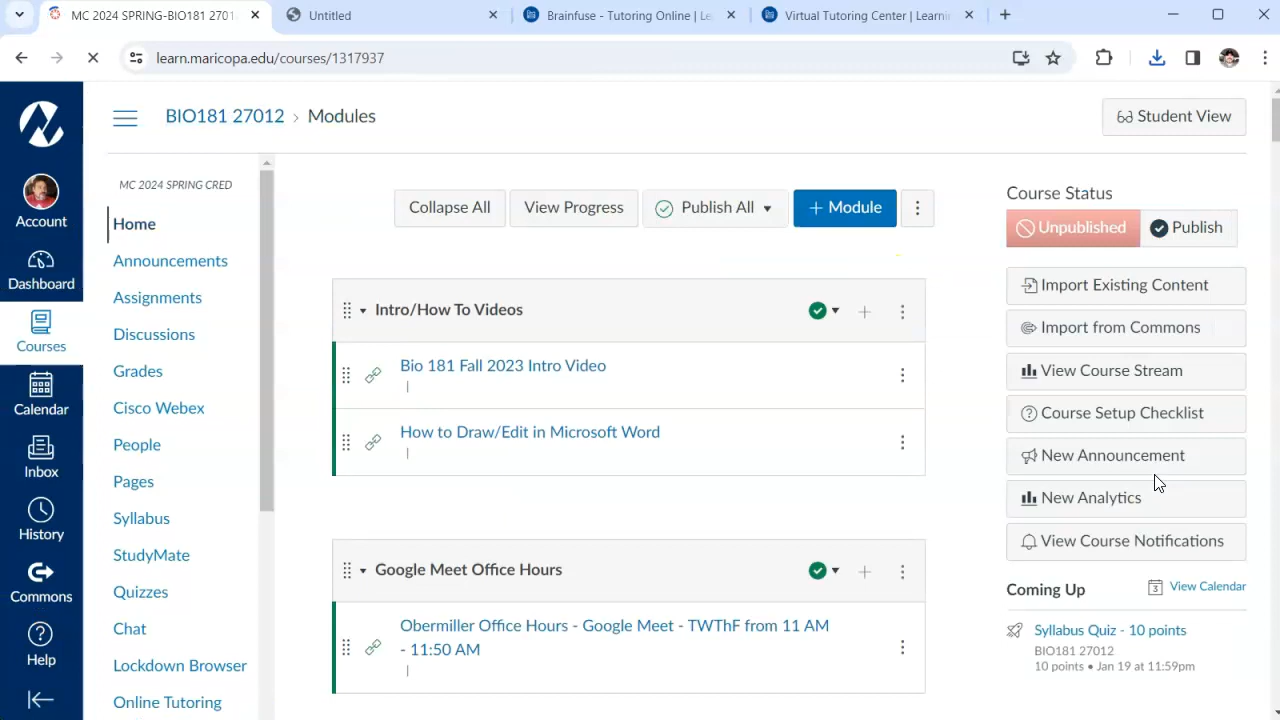 MC 2024 SPRING-BIO181 2701
Untitled
Brainfuse - Tutoring Online | Le
Virtual Tutoring Center | Learni
learn.maricopa.edu/courses/1317937
BIO181 27012 › Modules
Student View
Account
Dashboard
Courses
Calendar
Inbox
History
Commons
Help
MC 2024 SPRING CRED
Home
Announcements
Assignments
Discussions
Grades
Cisco Webex
People
Pages
Syllabus
StudyMate
Quizzes
Chat
Lockdown Browser
Online Tutoring
Collapse All
View Progress
Publish All
+ Module
Intro/How To Videos
Bio 181 Fall 2023 Intro Video
|
How to Draw/Edit in Microsoft Word
|
Google Meet Office Hours
Obermiller Office Hours - Google Meet - TWThF from 11 AM
- 11:50 AM
|
Course Status
Unpublished
Publish
Import Existing Content
Import from Commons
View Course Stream
Course Setup Checklist
New Announcement
New Analytics
View Course Notifications
Coming Up
3
View Calendar
Syllabus Quiz - 10 points
BIO181 27012
10 points • Jan 19 at 11:59pm